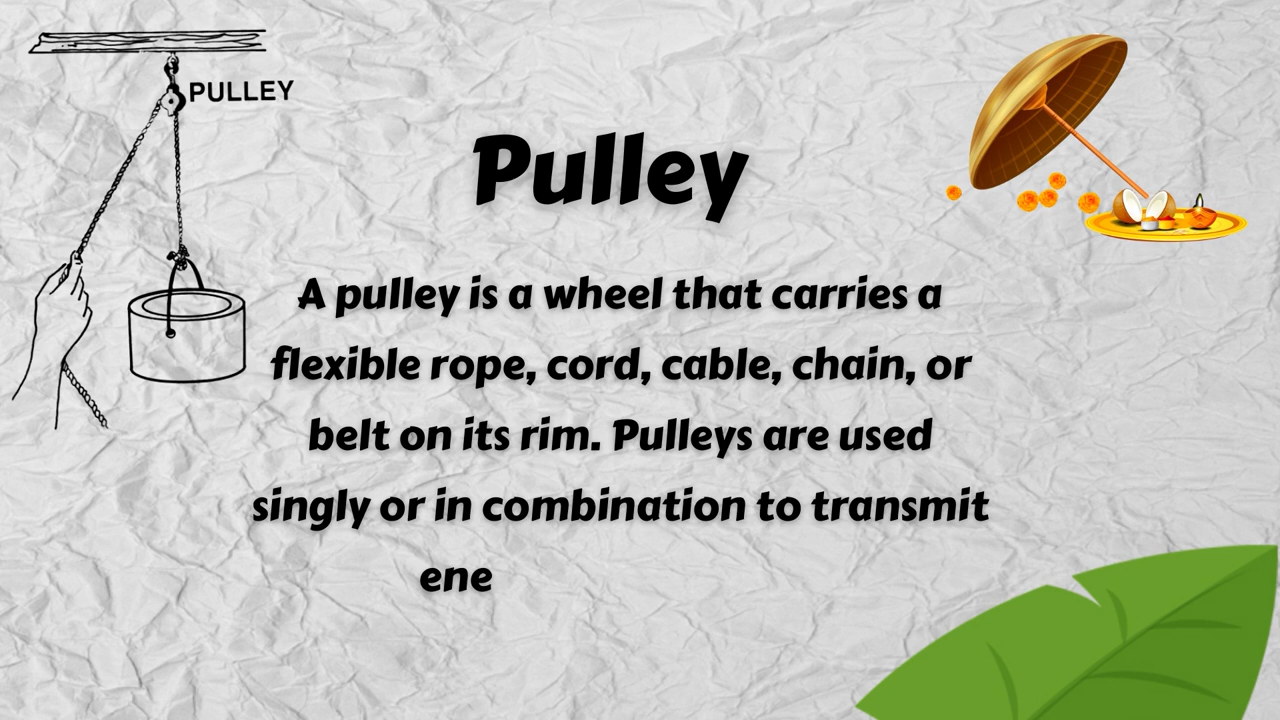 PULLEY
Pulley
A pulley is a wheel that carries a
flexible rope, cord, cable, chain, or
belt on its rim. Pulleys are used
singly or in combination to transmit
ene